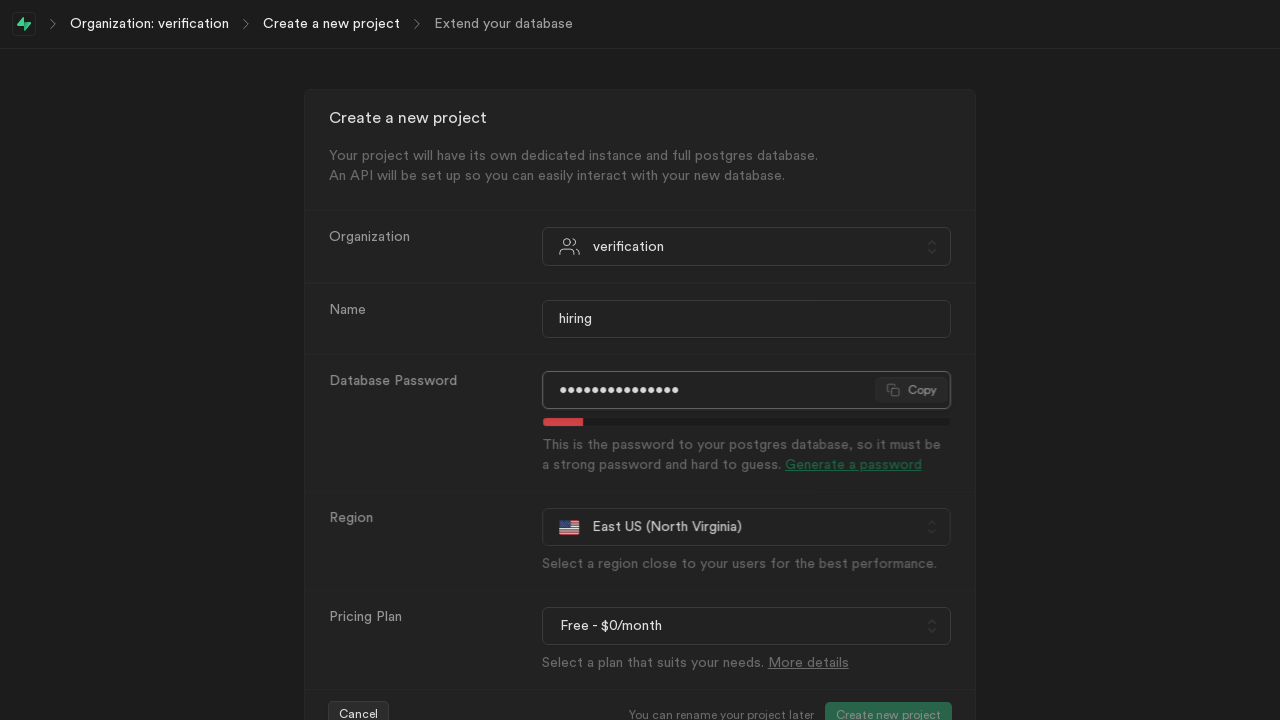 Organization: verification
Create a new project
Extend your database
Create a new project
Your project will have its own dedicated instance and full postgres database.
An API will be set up so you can easily interact with your new database.
Organization
verification
Name
hiring
Database Password
•••••••••••••••
Copy
This is the password to your postgres database, so it must be
a strong password and hard to guess. Generate a password
Region
East US (North Virginia)
Select a region close to your users for the best performance.
Pricing Plan
Free - $0/month
Select a plan that suits your needs. More details
Cancel
You can rename your project later
Create new project